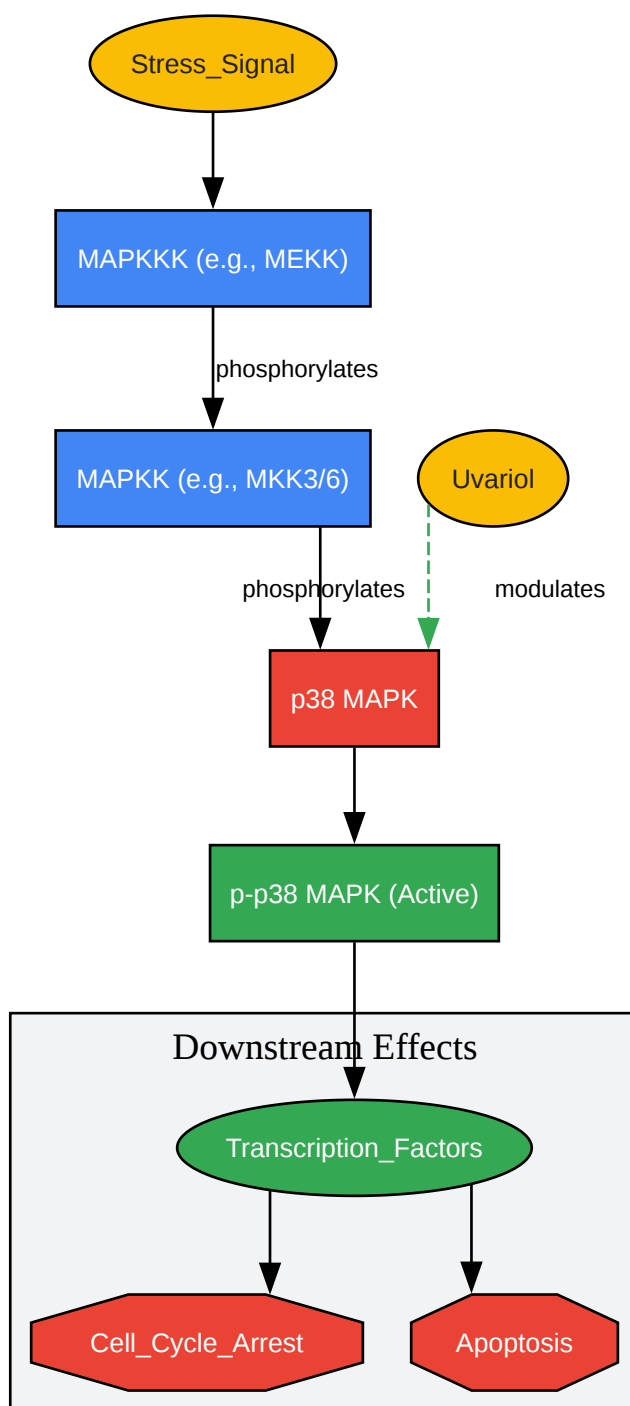 Stress_Signal
MAPKKK (e.g., MEKK)
phosphorylates
MAPKK (e.g., MKK3/6)
Uvariol
phosphorylates
modulates
p38 MAPK
p-p38 MAPK (Active)
Downstream Effects
Transcription_Factors
Cell_Cycle_Arrest
Apoptosis